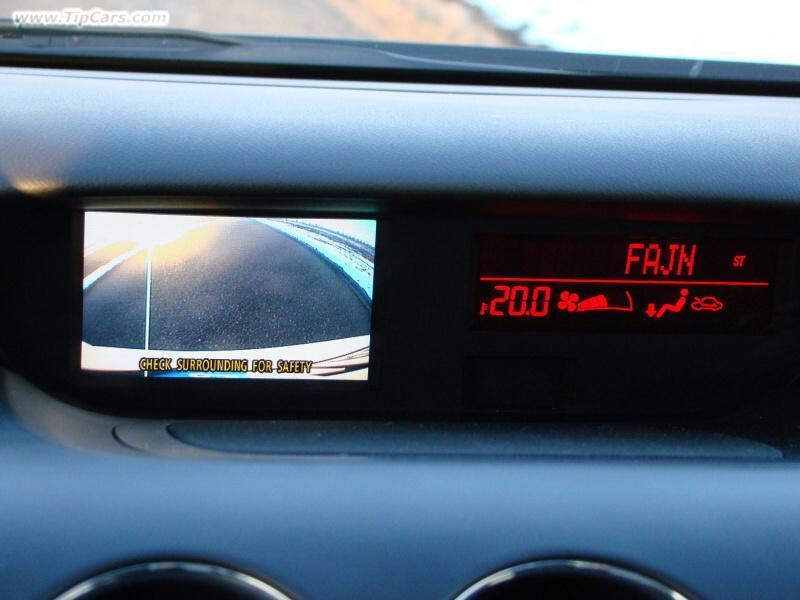 www.TipCars.com
CHECK SURROUNDING FOR SAFETY
FAJN ST
20.0